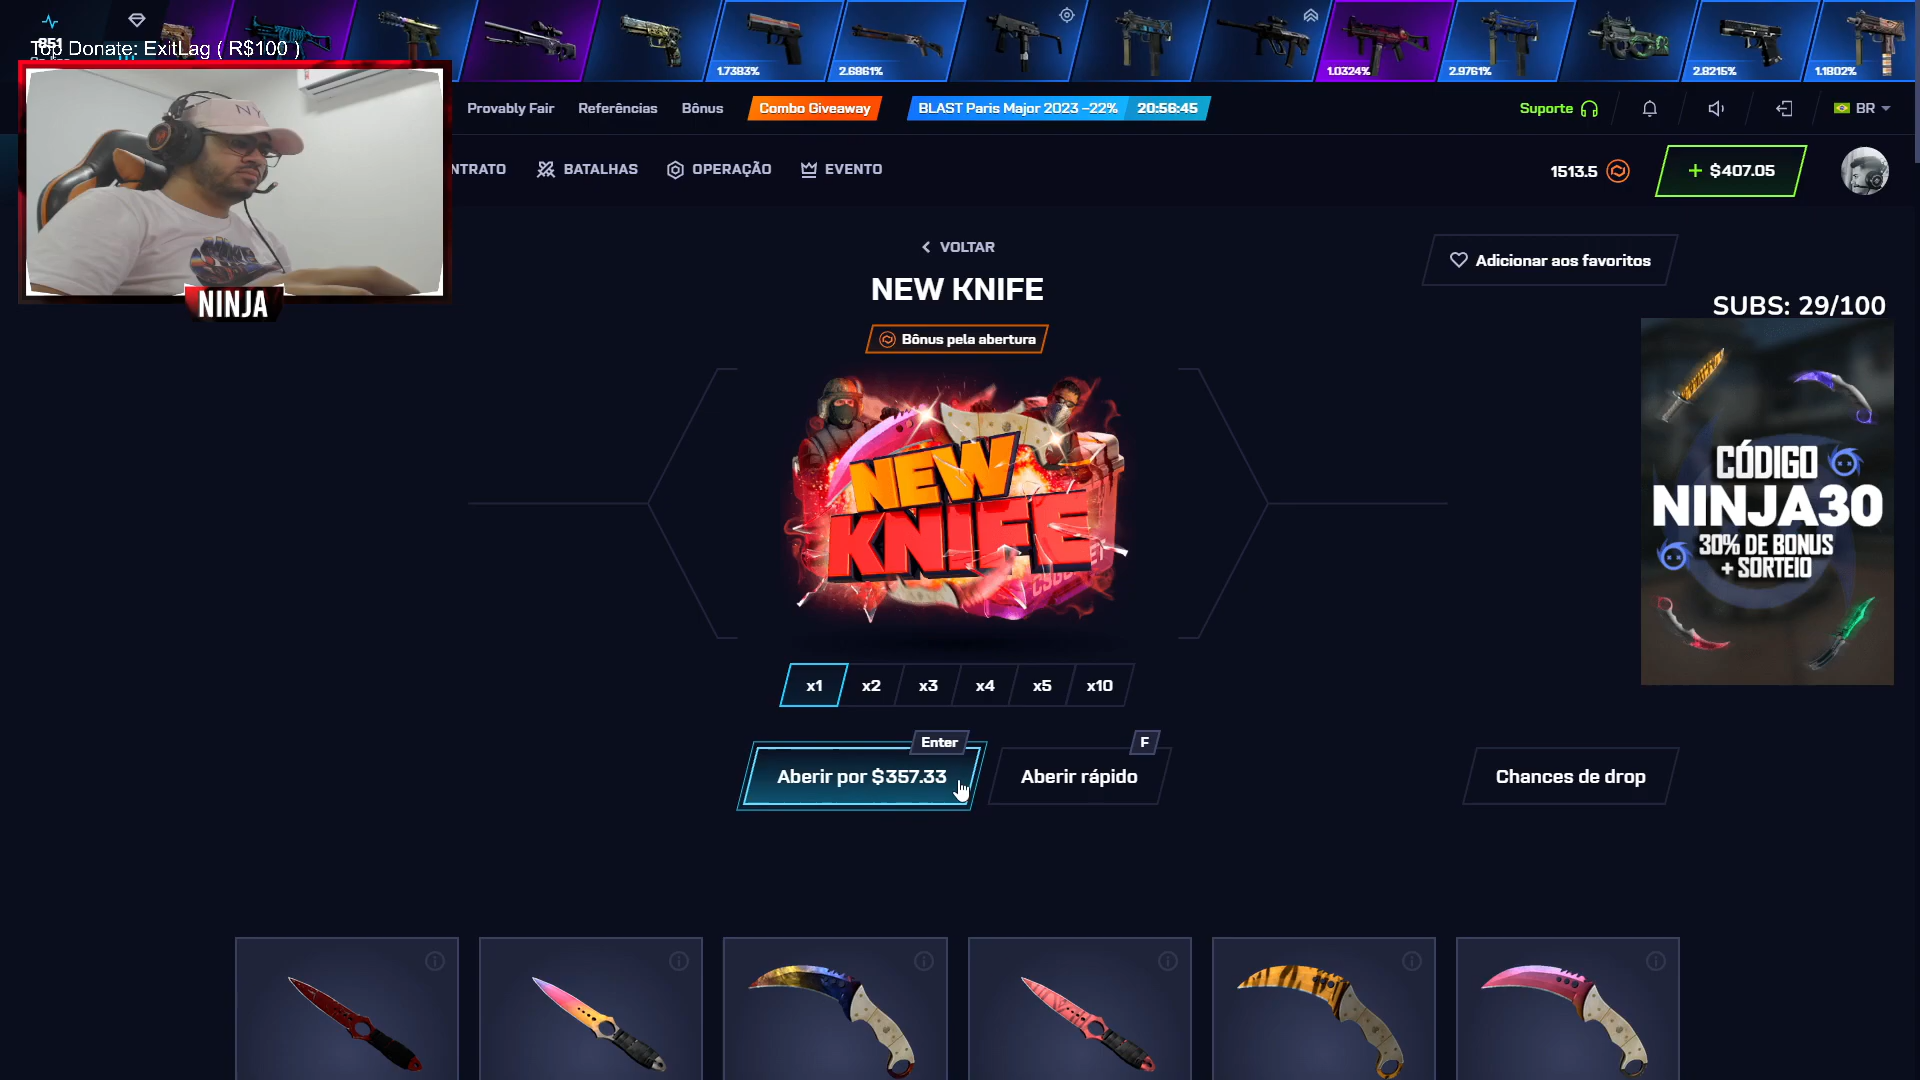 851
Top Donate: ExitLag ( R$100 )
1.7383%
2.6861%
1.0324%
2.9761%
2.8215%
1.1802%
Provably Fair
Referências
Bônus
Combo Giveaway
BLAST Paris Major 2023 -22%
20:56:45
Suporte
BR
NTRATO
BATALHAS
OPERAÇÃO
EVENTO
1513.5
+ $407.05
NINJA
VOLTAR
Adicionar aos favoritos
NEW KNIFE
Bônus pela abertura
SUBS: 29/100
NEW
KNIFE
CÓDIGO
NINJA30
30% DE BONUS
+ SORTEIO
x1
x2
x3
x4
x5
x10
Enter
F
Aberir por $357.33
Aberir rápido
Chances de drop